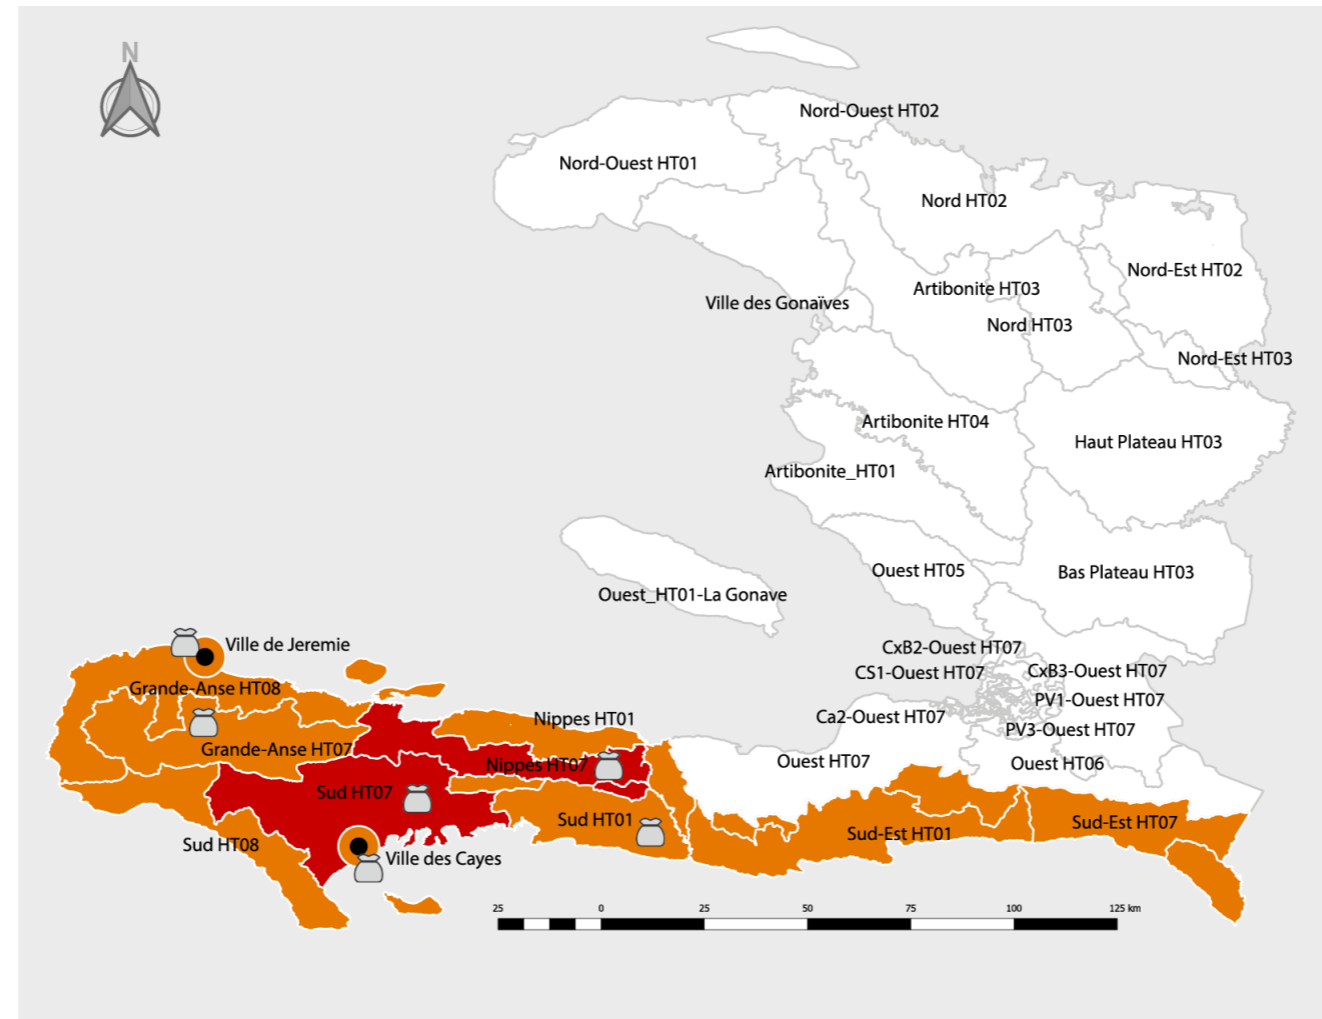 N
Nord-Ouest HT02
Nord-Ouest HT01
Nord HT02
Nord-Est HT02
Artibonite HT03
Ville des Gonaïves
Nord HT03
Nord-Est HT03
Artibonite HT04
Haut Plateau HT03
Artibonite_HT01
Ouest HT05
Bas Plateau HT03
Ouest_HT01-La Gonave
Ville de Jeremie
CxB2-Ouest HT07
CS1-Ouest HT07
CxB3-Ouest HT07
Grande-Anse HT08
PV1-Ouest HT07
Ca2-Ouest HT07
Nippes HT01
PV3-Ouest HT07
Grande-Anse HT07
Nippes HT07
Ouest HT07
Ouest HT06
Sud HT07
Sud HT01
Sud-Est HT01
Sud-Est HT07
Sud HT08
Ville des Cayes
25 0 25 50 75 100 125 km